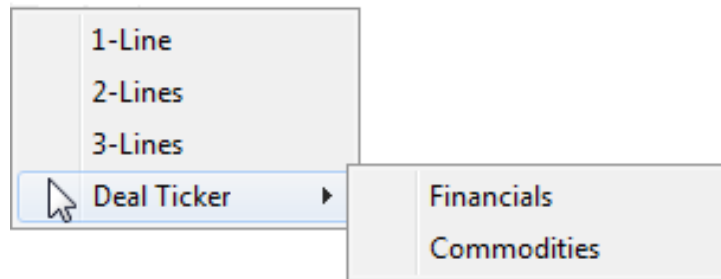 1-Line
2-Lines
3-Lines
Deal Ticker
Financials
Commodities